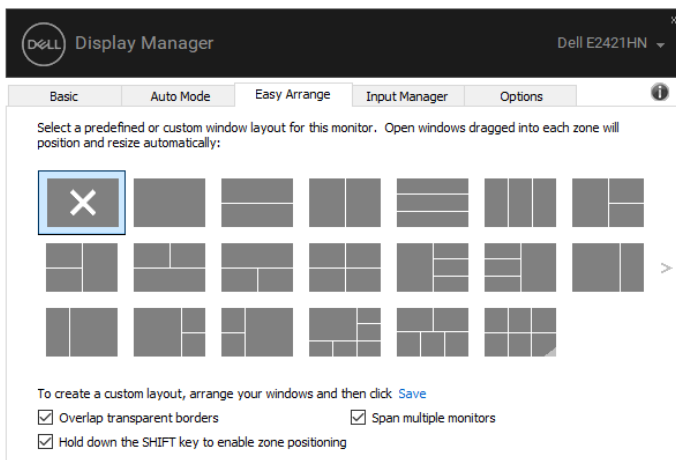 DELL Display Manager
Dell E2421HN
Basic Auto Mode Easy Arrange Input Manager Options
Select a predefined or custom window layout for this monitor. Open windows dragged into each zone will
position and resize automatically:
To create a custom layout, arrange your windows and then click Save
Overlap transparent borders
Span multiple monitors
Hold down the SHIFT key to enable zone positioning